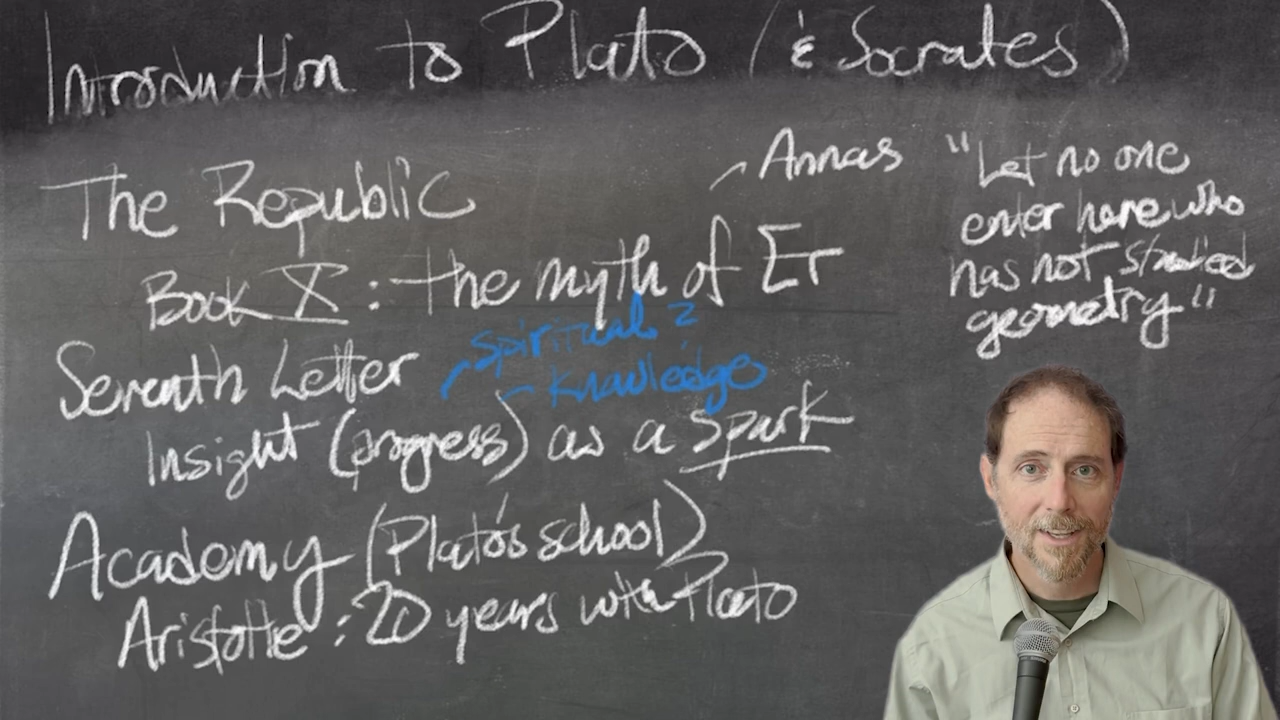 Introduction to Plato (& Socrates)
The Republic
Annas
Book X : the myth of Er
Seventh Letter
spiritual?
knowledge
Insight (progress) as a spark
Academy (Plato's school)
Aristotle : 20 years with Plato
"Let no one
enter here who
has not studied
geometry"